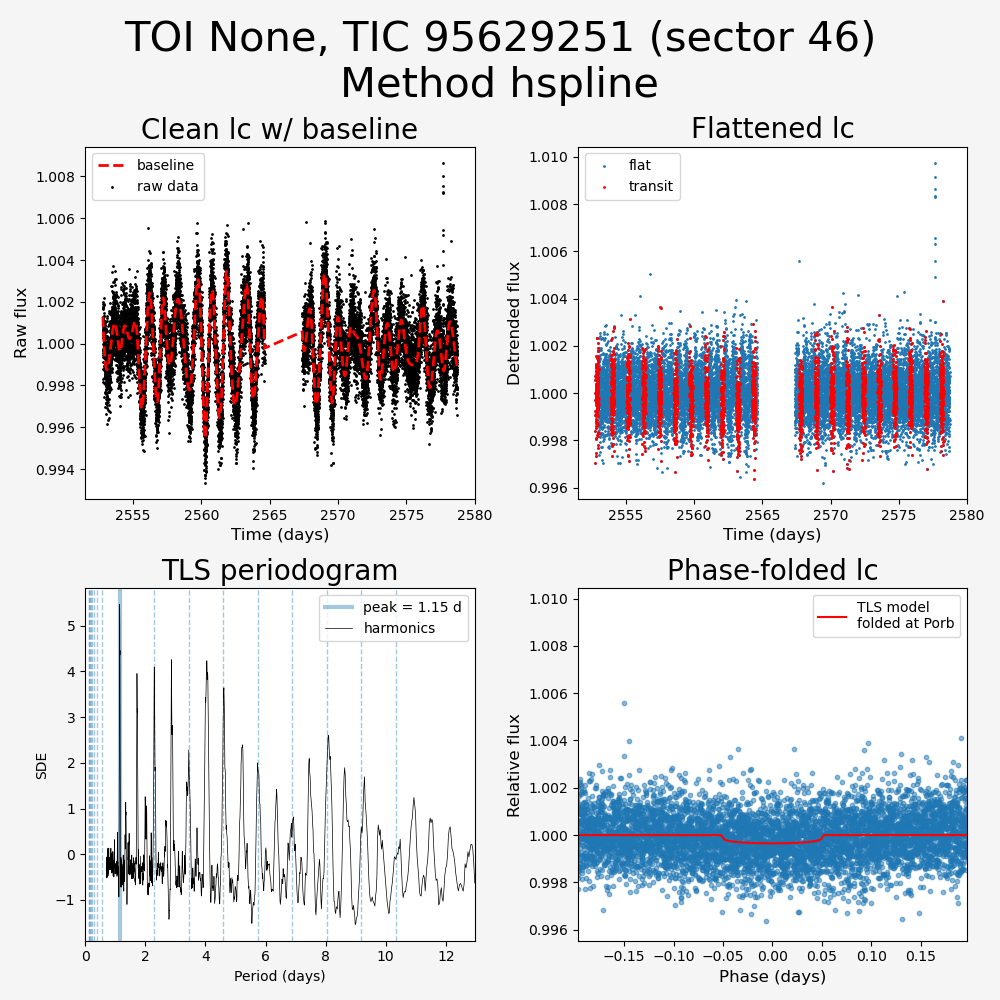 TOI None, TIC 95629251 (sector 46)
Method hspline
Clean lc w/ baseline
baseline
raw data
1.008
1.006
1.004
1.002
1.000
0.998
0.996
0.994
Raw flux
2555 2560 2565 2570 2575 2580
Time (days)
Flattened lc
flat
transit
1.010
1.008
1.006
1.004
1.002
1.000
0.998
0.996
Detrended flux
2555 2560 2565 2570 2575 2580
Time (days)
TLS periodogram
peak = 1.15 d
harmonics
5
4
3
2
1
0
−1
SDE
0 2 4 6 8 10 12
Period (days)
Phase-folded lc
TLS model
folded at Porb
1.010
1.008
1.006
1.004
1.002
1.000
0.998
0.996
Relative flux
−0.15 −0.10 −0.05 0.00 0.05 0.10 0.15
Phase (days)